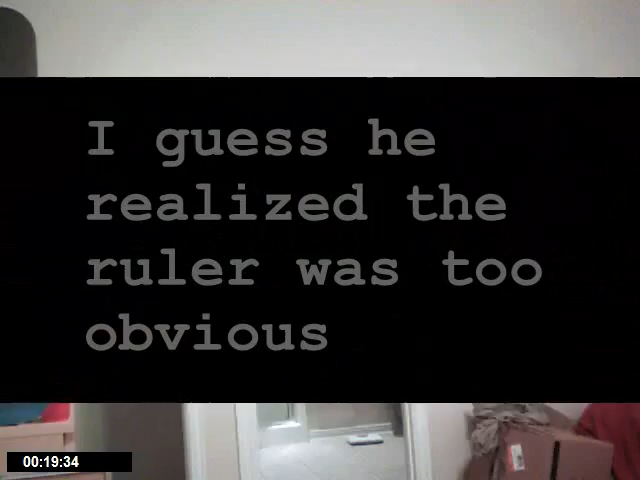 I guess he
realized the
ruler was too
obvious
00:19:34